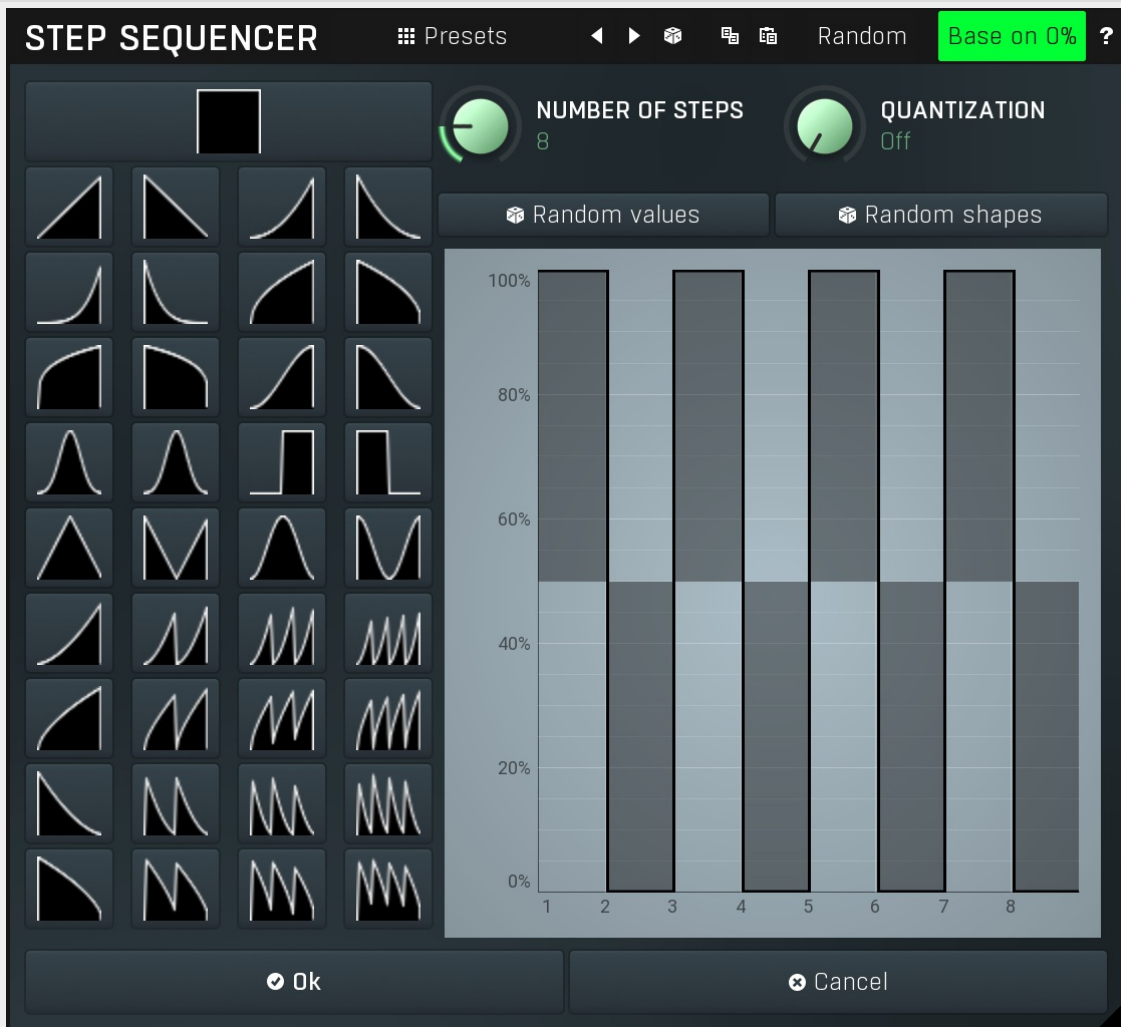 STEP SEQUENCER Presets Random Base on 0% ?
NUMBER OF STEPS
8
QUANTIZATION
Off
Random values Random shapes
100%
80%
60%
40%
20%
0%
1 2 3 4 5 6 7 8
Ok Cancel